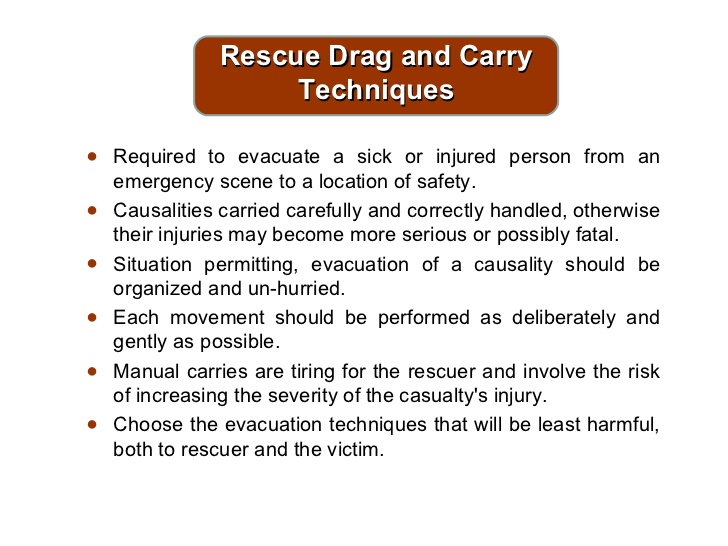 Rescue Drag and Carry
Techniques
• Required to evacuate a sick or injured person from an
emergency scene to a location of safety.
• Causalities carried carefully and correctly handled, otherwise
their injuries may become more serious or possibly fatal.
• Situation permitting, evacuation of a causality should be
organized and un-hurried.
• Each movement should be performed as deliberately and
gently as possible.
• Manual carries are tiring for the rescuer and involve the risk
of increasing the severity of the casualty's injury.
• Choose the evacuation techniques that will be least harmful,
both to rescuer and the victim.